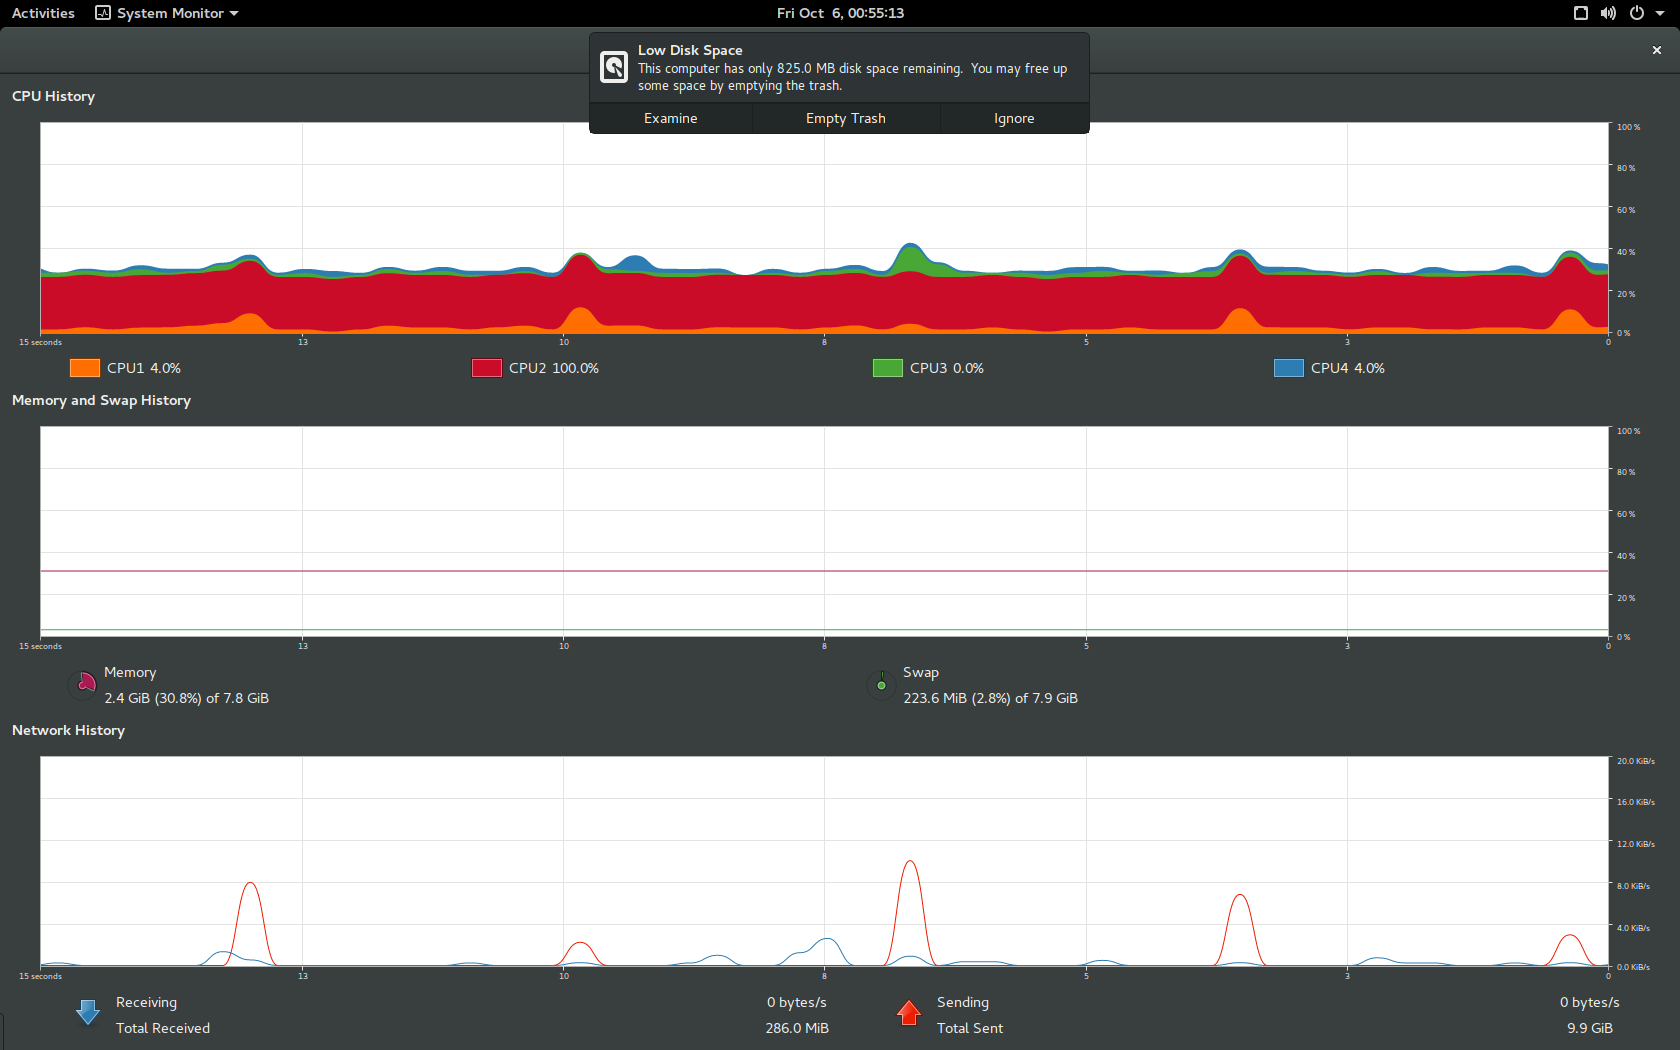 Activities System Monitor Fri Oct 6, 00:55:13
Low Disk Space
This computer has only 825.0 MB disk space remaining. You may free up
some space by emptying the trash.
Examine Empty Trash Ignore
CPU History
100 %
80 %
60 %
40 %
20 %
0 %
15 seconds 13 10 8 5 3 0
CPU1 4.0% CPU2 100.0% CPU3 0.0% CPU4 4.0%
Memory and Swap History
100 %
80 %
60 %
40 %
20 %
0 %
15 seconds 13 10 8 5 3 0
Memory Swap
2.4 GiB (30.8%) of 7.8 GiB 223.6 MiB (2.8%) of 7.9 GiB
Network History
20.0 KiB/s
16.0 KiB/s
12.0 KiB/s
8.0 KiB/s
4.0 KiB/s
0.0 KiB/s
15 seconds 13 10 8 5 3 0
Receiving 0 bytes/s Sending 0 bytes/s
Total Received 286.0 MiB Total Sent 9.9 GiB